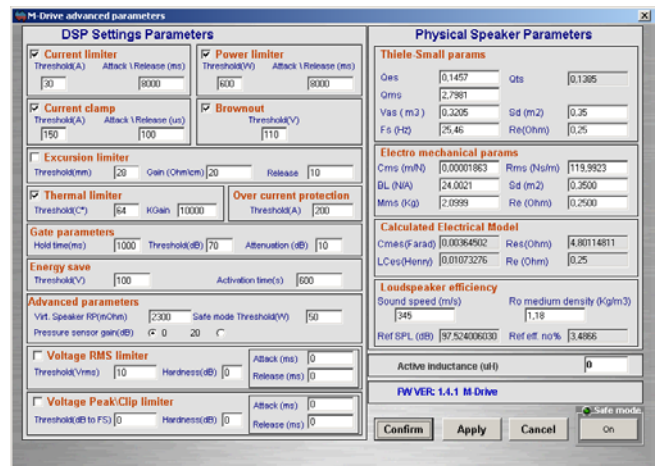 M-Drive advanced parameters
DSP Settings Parameters
Current limiter
Threshold(A) Attack \ Release (ms)
30 8000
Power limiter
Threshold(W) Attack \ Release (ms)
600 8000
Current clamp
Threshold(A) Attack \ Release (us)
150 100
Brownout
Threshold(V)
110
Excursion limiter
Threshold(mm) 28 Gain (Ohm\cm) 20 Release 10
Thermal limiter
Threshold(C°) 64 KGain 10000
Over current protection
Threshold(A) 200
Gate parameters
Hold time(ms) 1000 Threshold(dB) 70 Attenuation (dB) 10
Energy save
Threshold(V) 100 Activation time(s) 600
Advanced parameters
Virt. Speaker RP(mOhm) 2300 Safe mode Threshold(W) 50
Pressure sensor gain(dB) 0 20
Voltage RMS limiter
Threshold(Vrms) 10 Hardness(dB) 0
Attack (ms) 0
Release (ms) 0
Voltage Peak\Clip limiter
Threshold(dB to FS) 0 Hardness(dB) 0
Attack (ms) 0
Release (ms) 0
Physical Speaker Parameters
Thiele-Small params
Qes 0,1457 Qts 0,1385
Qms 2,7981
Vas ( m3 ) 0,3205 Sd (m2) 0,35
Fs (Hz) 25,46 Re(Ohm) 0,25
Electro mechanical params
Cms (m/N) 0,00001863 Rms (Ns/m) 119,9923
BL (N/A) 24,0021 Sd (m2) 0,3500
Mms (Kg) 2,0999 Re (Ohm) 0,2500
Calculated Electrical Model
Cmes(Farad) 0,00364502 Res(Ohm) 4,80114811
LCes(Henry) 0,01073276 Re (Ohm) 0,25
Loudspeaker efficiency
Sound speed (m/s) Ro medium density (Kg/m3)
345 1,18
Ref SPL (dB) 97,524006030 Ref eff. no% 3,4866
Active inductance (uH) 0
FW VER: 1.4.1 M-Drive
Confirm Apply Cancel
Safe mode
On